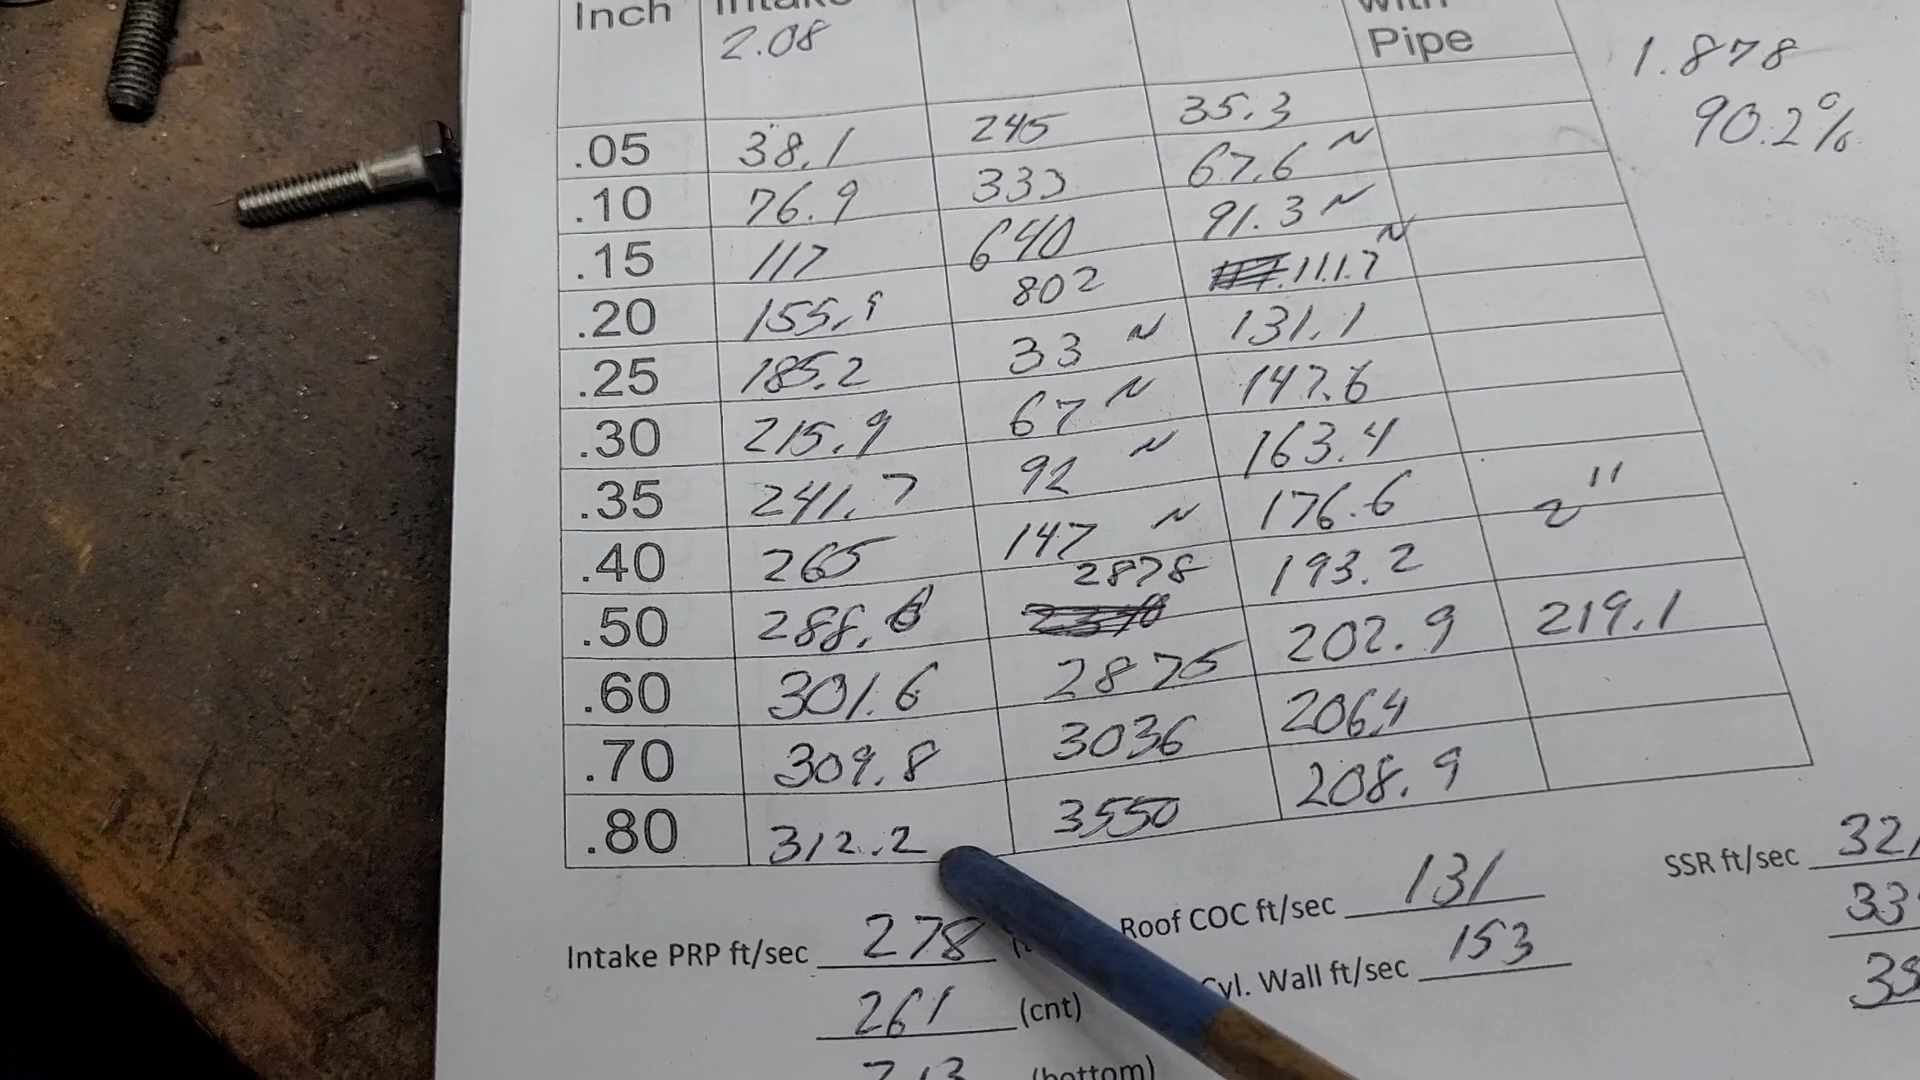 Inch Intake
2.08
With
Pipe
1.878
90.2%
.05 38.1 245 35.3
.10 76.9 333 67.6 N
.15 117 640 91.3 N
.20 155.9 802 111.7 N
.25 185.2 33 N 131.1
.30 215.9 67 N 147.6
.35 241.7 92 N 163.4
.40 265 147 N 176.6 2"
.50 288.6 2878 193.2
.60 301.6 2875 202.9 219.1
.70 309.8 3036 206.4
.80 312.2 3550 208.9
Intake PRP ft/sec 278 Roof COC ft/sec 131 SSR ft/sec
261 (cnt) Cyl. Wall ft/sec 153
(bottom)